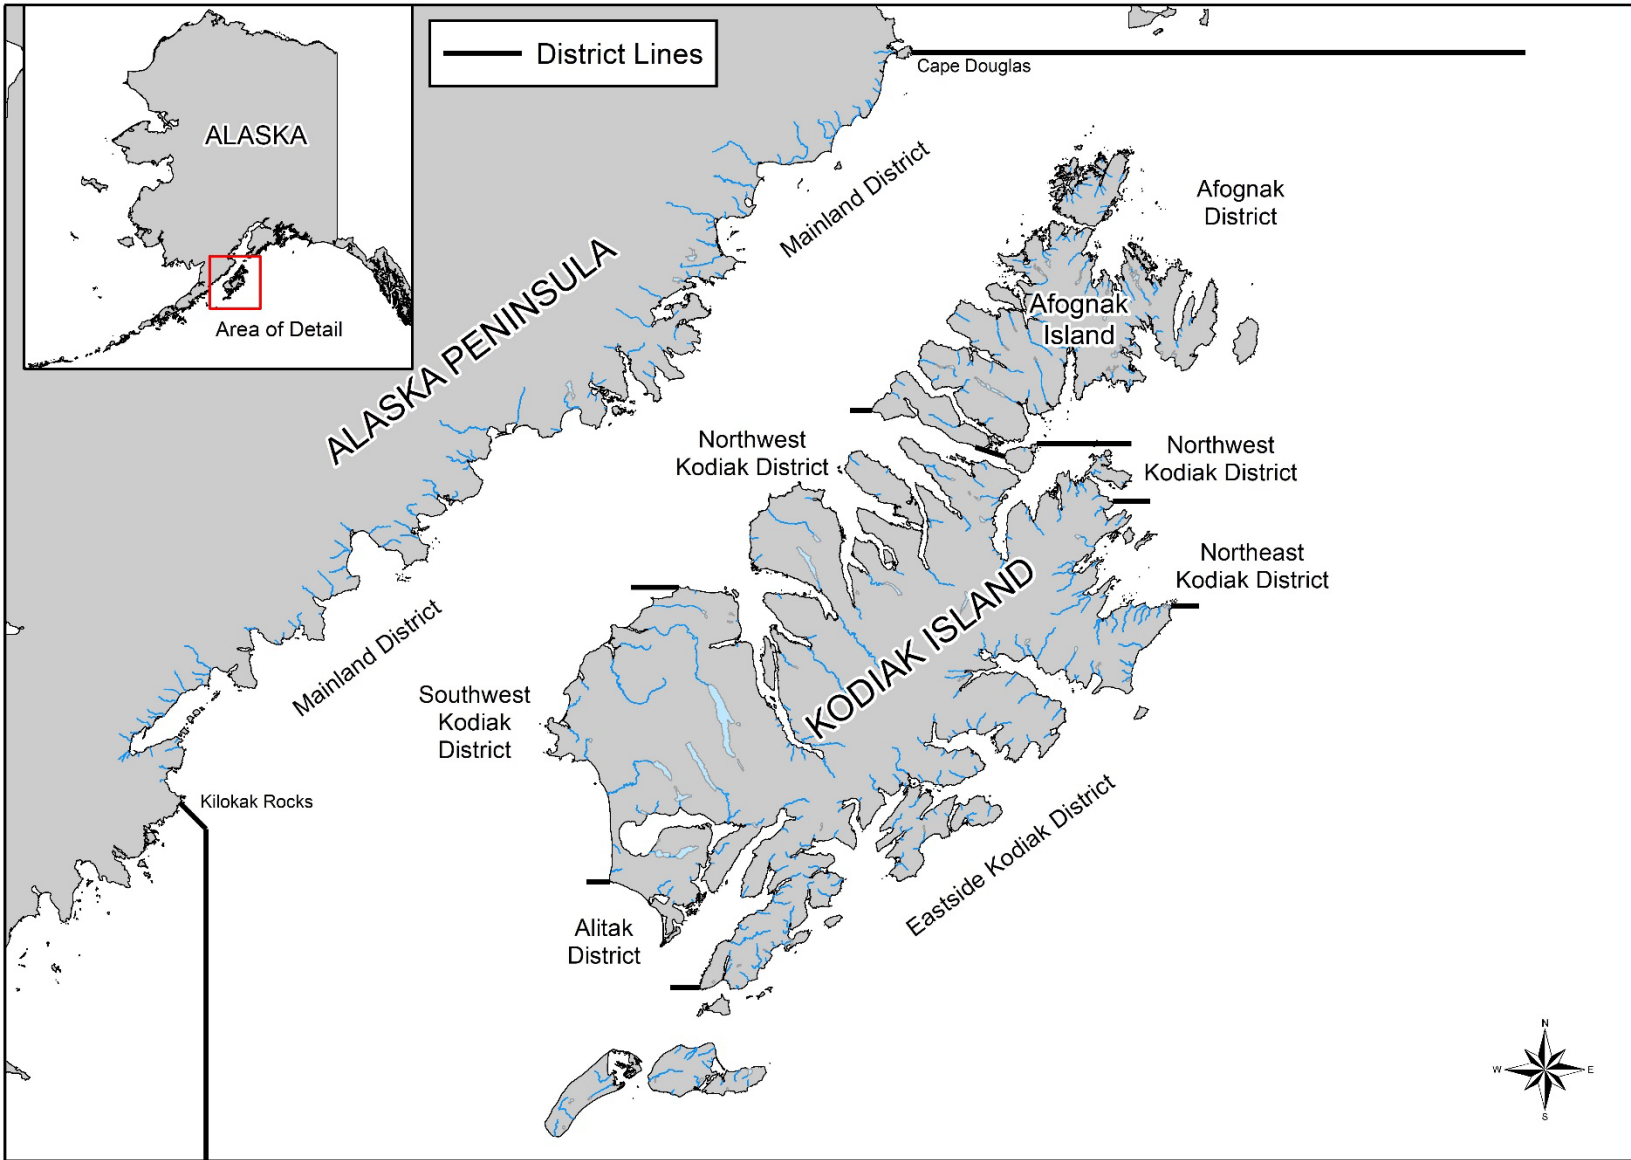 ALASKA
Area of Detail
District Lines
Cape Douglas
Mainland District
Afognak
District
ALASKA PENINSULA
Afognak
Island
Northwest
Kodiak District
Northwest
Kodiak District
Northeast
Kodiak District
KODIAK ISLAND
Mainland District
Southwest
Kodiak
District
Kilokak Rocks
Eastside Kodiak District
Alitak
District
N
W
E
S